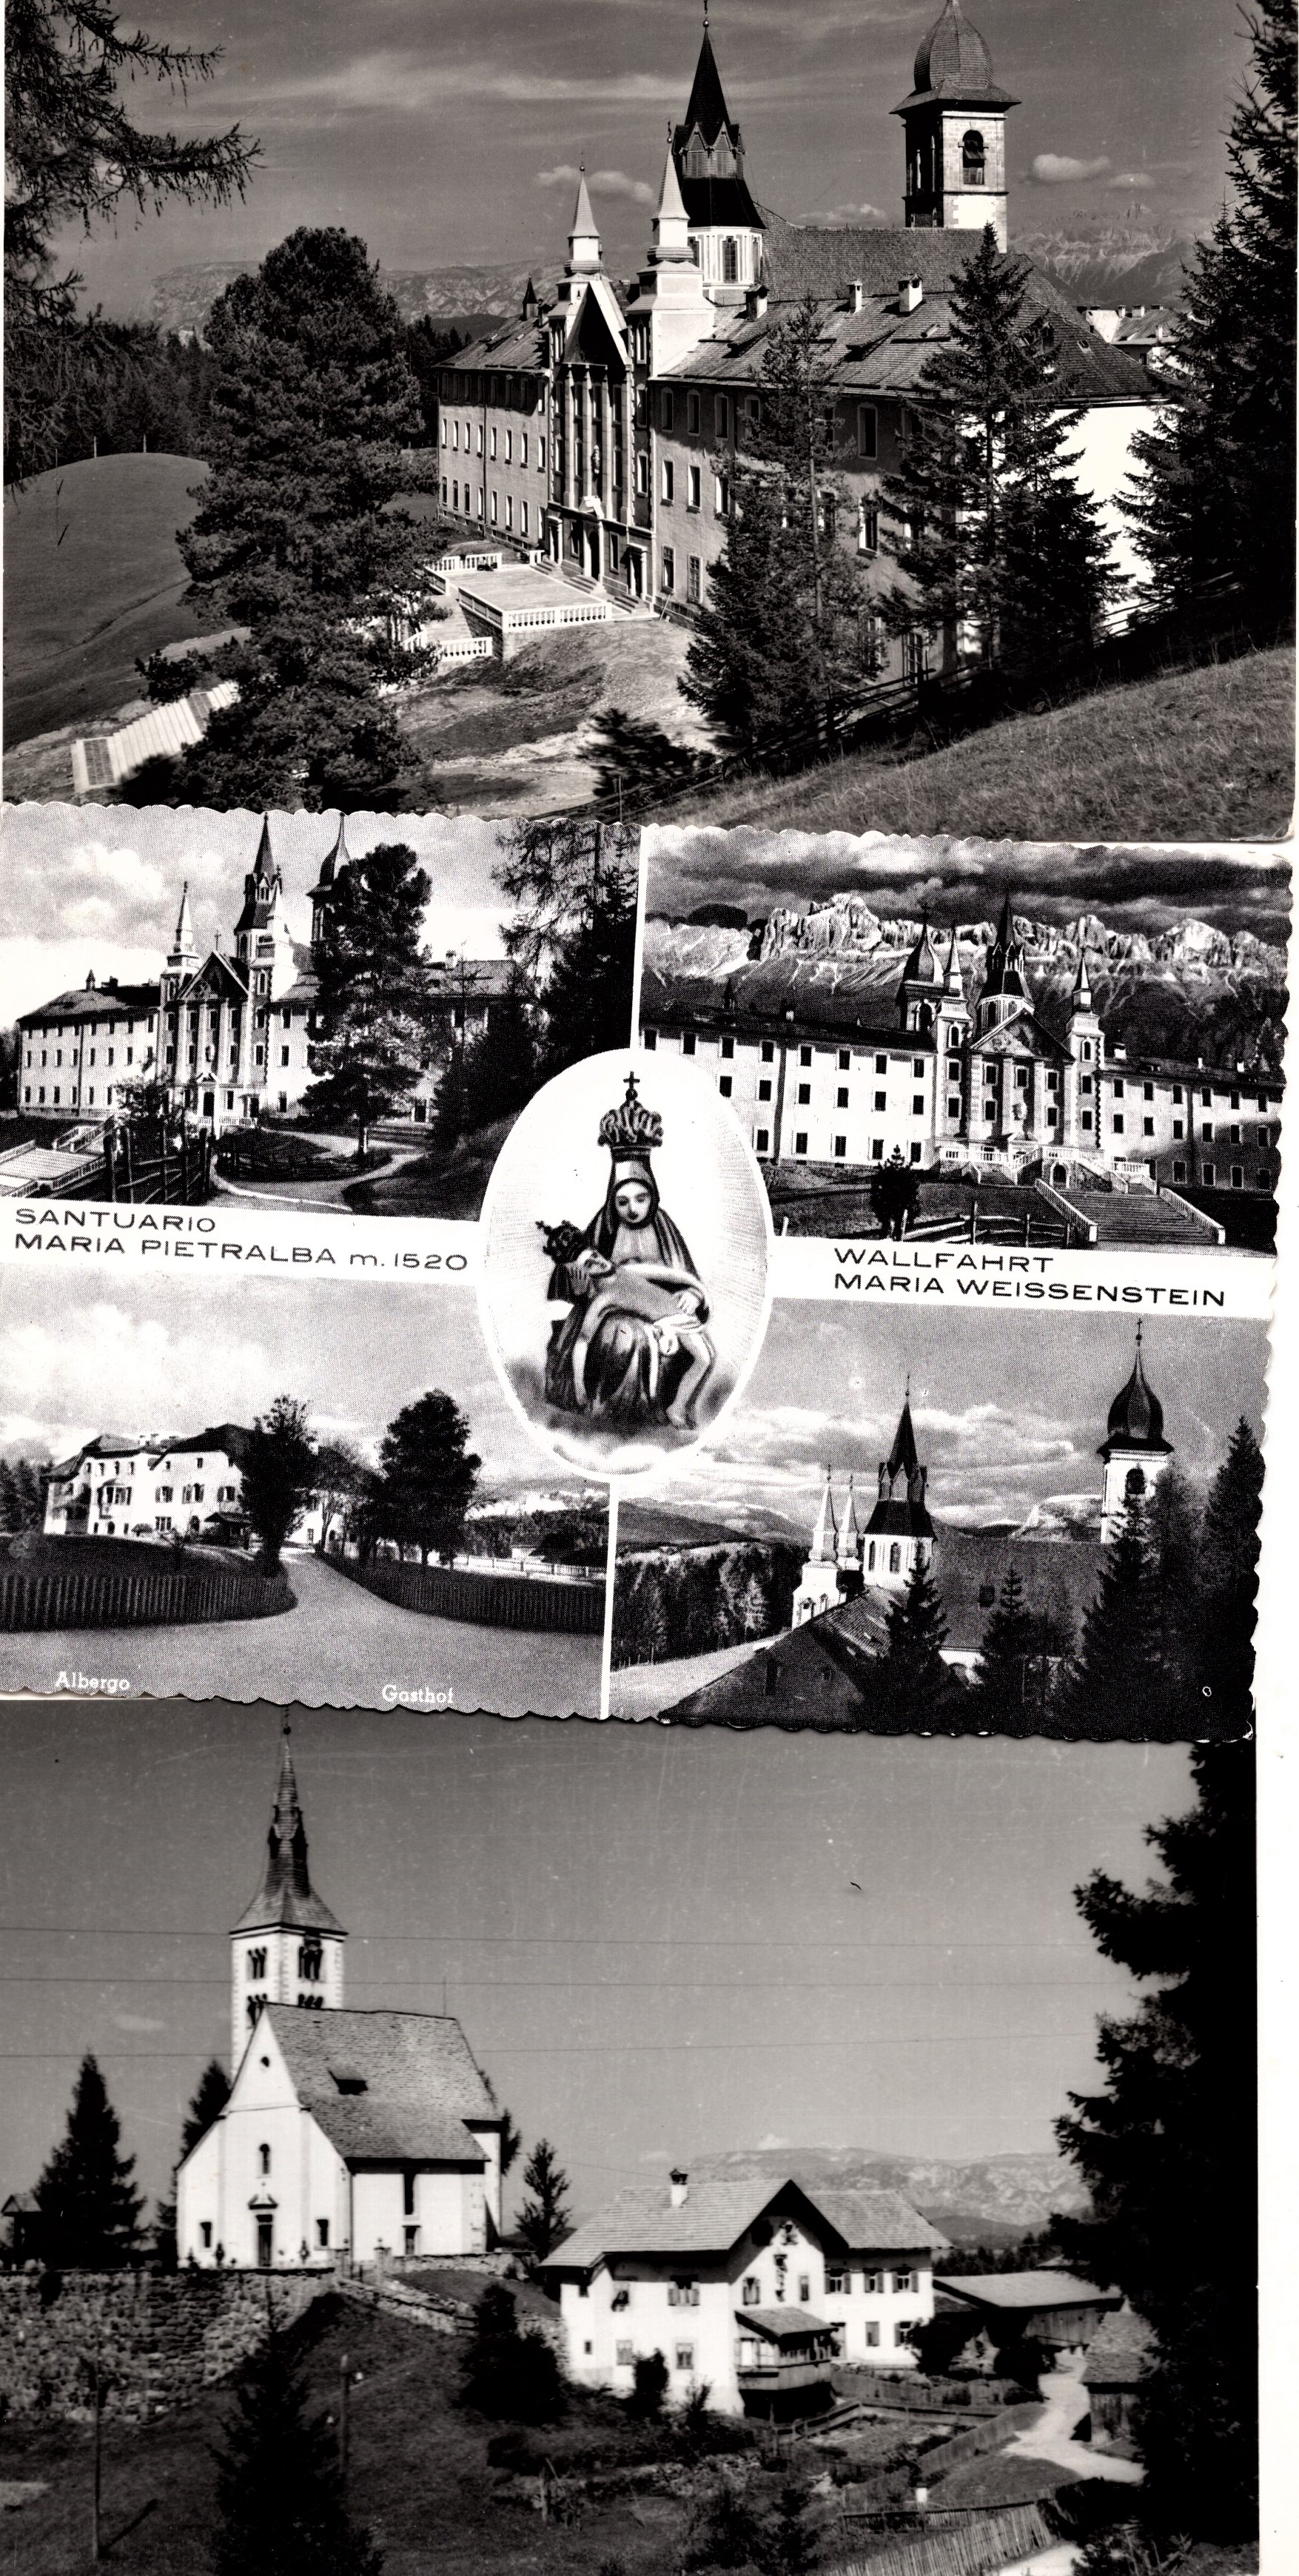 SANTUARIO
MARIA PIETRALBA m. 1520
WALLFAHRT
MARIA WEISSENSTEIN
Albergo
Gasthof